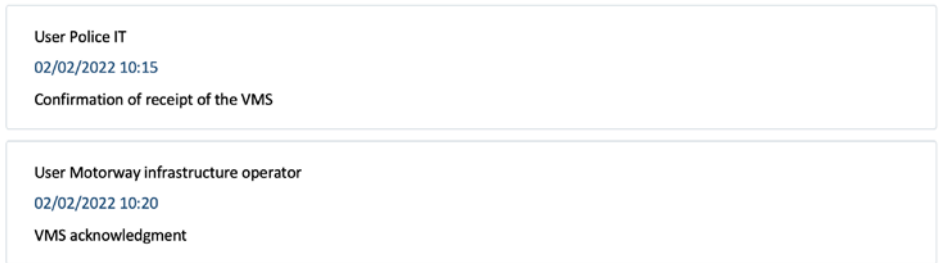 User Police IT
02/02/2022 10:15
Confirmation of receipt of the VMS
User Motorway infrastructure operator
02/02/2022 10:20
VMS acknowledgment